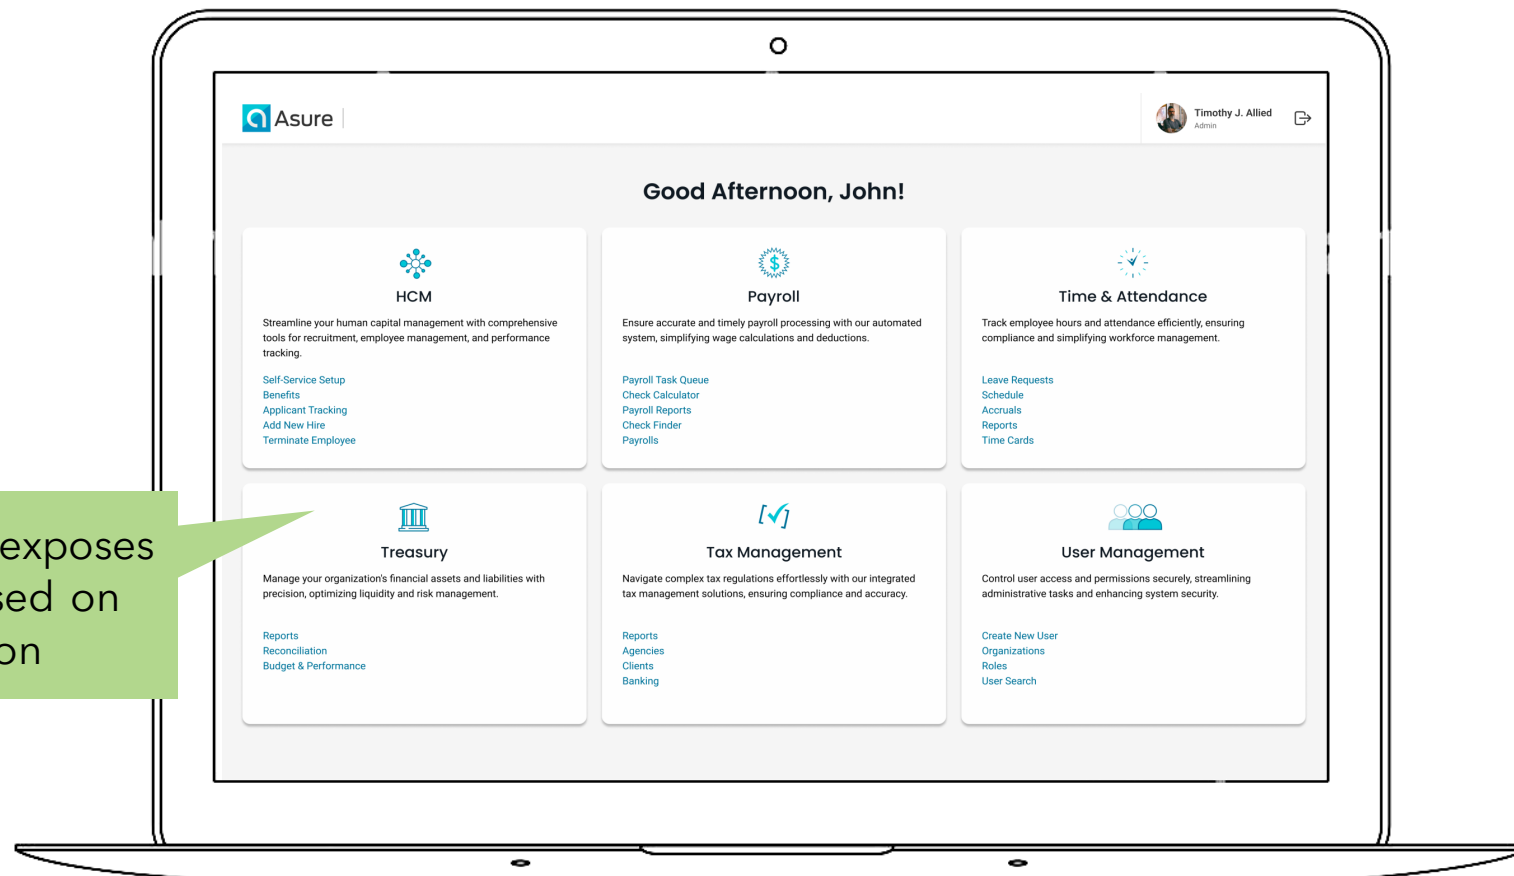 Asure
Timothy J. Allied
Admin
Good Afternoon, John!
HCM
Streamline your human capital management with comprehensive
tools for recruitment, employee management, and performance
tracking.
Self-Service Setup
Benefits
Applicant Tracking
Add New Hire
Terminate Employee
Payroll
Ensure accurate and timely payroll processing with our automated
system, simplifying wage calculations and deductions.
Payroll Task Queue
Check Calculator
Payroll Reports
Check Finder
Payrolls
Time & Attendance
Track employee hours and attendance efficiently, ensuring
compliance and simplifying workforce management.
Leave Requests
Schedule
Accruals
Reports
Time Cards
exposes
sed on
on
Treasury
Manage your organization's financial assets and liabilities with
precision, optimizing liquidity and risk management.
Reports
Reconciliation
Budget & Performance
Tax Management
Navigate complex tax regulations effortlessly with our integrated
tax management solutions, ensuring compliance and accuracy.
Reports
Agencies
Clients
Banking
User Management
Control user access and permissions securely, streamlining
administrative tasks and enhancing system security.
Create New User
Organizations
Roles
User Search